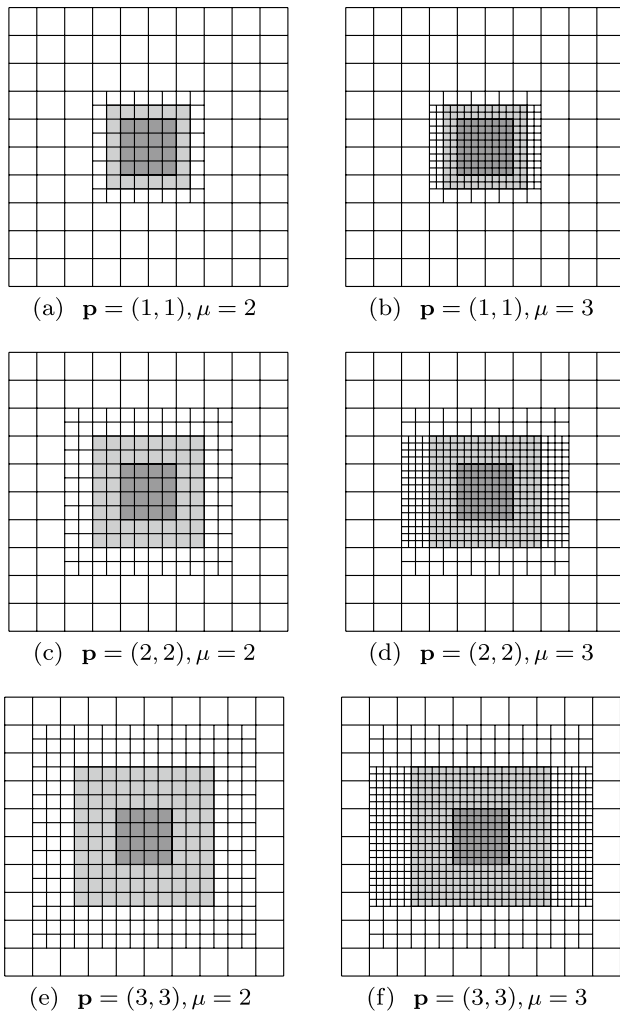 (a) p = (1, 1), μ = 2
(b) p = (1, 1), μ = 3
(c) p = (2, 2), μ = 2
(d) p = (2, 2), μ = 3
(e) p = (3, 3), μ = 2
(f) p = (3, 3), μ = 3